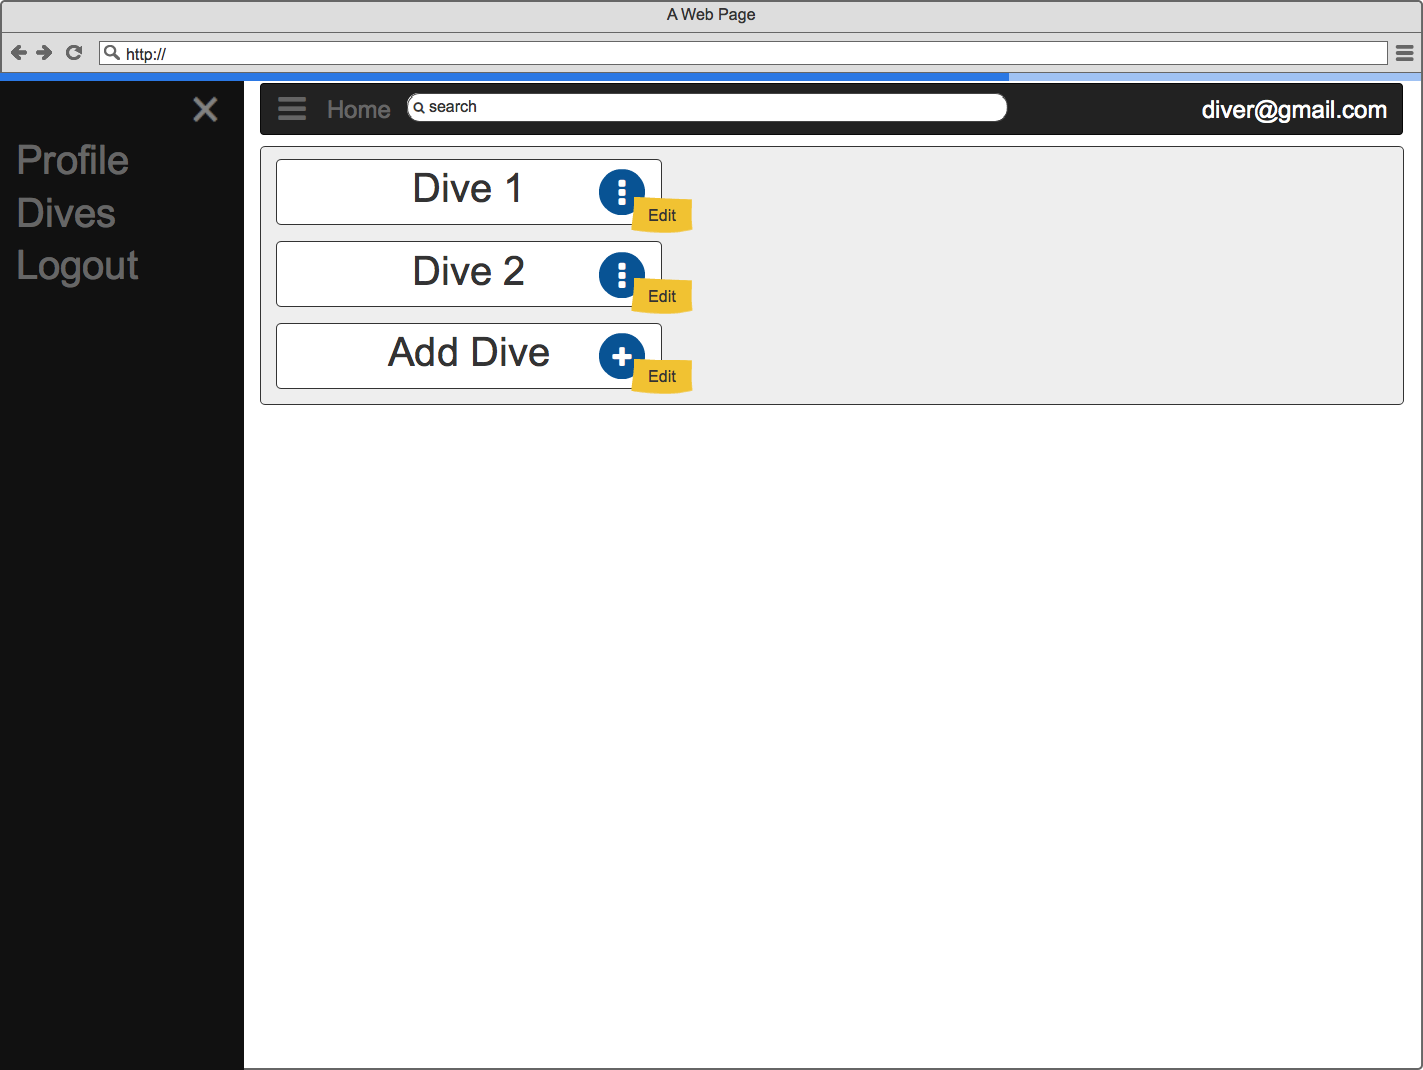 A Web Page
http://
Home
search
diver@gmail.com
Profile
Dives
Logout
Dive 1
Edit
Dive 2
Edit
Add Dive
Edit